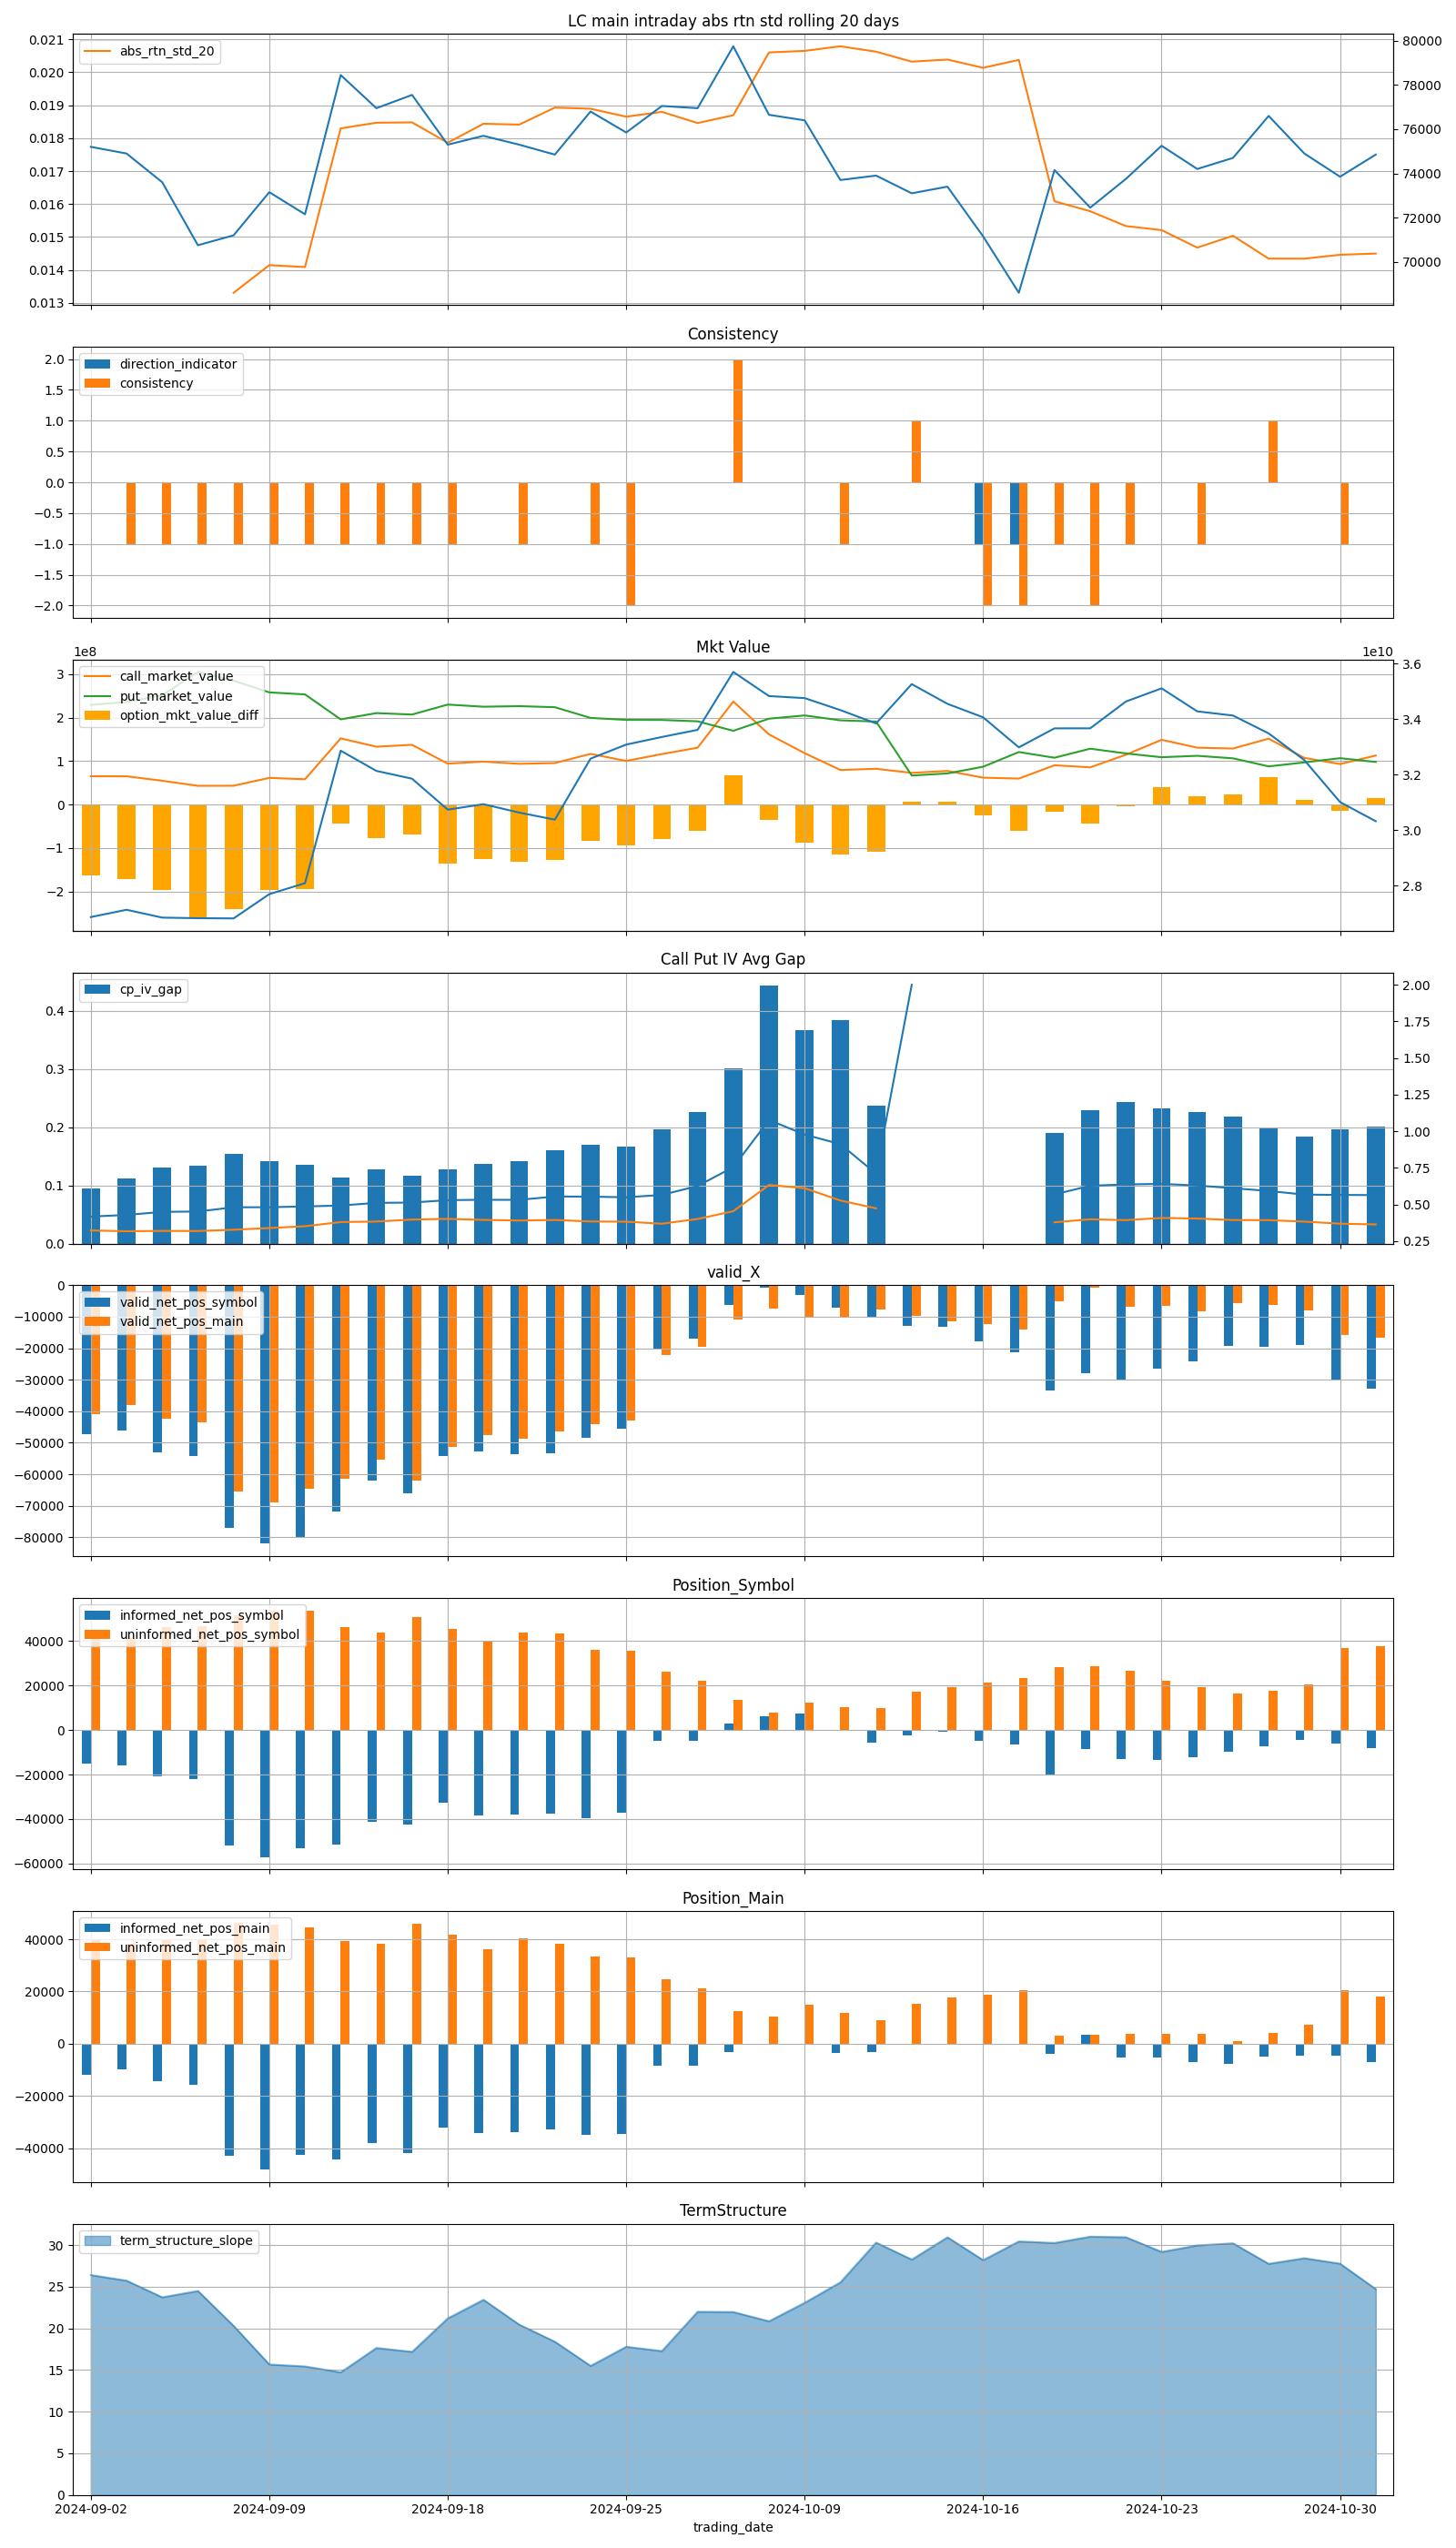 LC main intraday abs rtn std rolling 20 days
abs_rtn_std_20
0.021
0.020
0.019
0.018
0.017
0.016
0.015
0.014
0.013
80000
78000
76000
74000
72000
70000
Consistency
direction_indicator
consistency
2.0
1.5
1.0
0.5
0.0
−0.5
−1.0
−1.5
−2.0
Mkt Value
1e8
1e10
call_market_value
put_market_value
option_mkt_value_diff
3
2
1
0
−1
−2
3.6
3.4
3.2
3.0
2.8
Call Put IV Avg Gap
cp_iv_gap
0.4
0.3
0.2
0.1
0.0
2.00
1.75
1.50
1.25
1.00
0.75
0.50
0.25
valid_X
valid_net_pos_symbol
valid_net_pos_main
0
−10000
−20000
−30000
−40000
−50000
−60000
−70000
−80000
Position_Symbol
informed_net_pos_symbol
uninformed_net_pos_symbol
40000
20000
0
−20000
−40000
−60000
Position_Main
informed_net_pos_main
uninformed_net_pos_main
40000
20000
0
−20000
−40000
TermStructure
term_structure_slope
30
25
20
15
10
5
0
2024-09-02 2024-09-09 2024-09-18 2024-09-25 2024-10-09 2024-10-16 2024-10-23 2024-10-30
trading_date